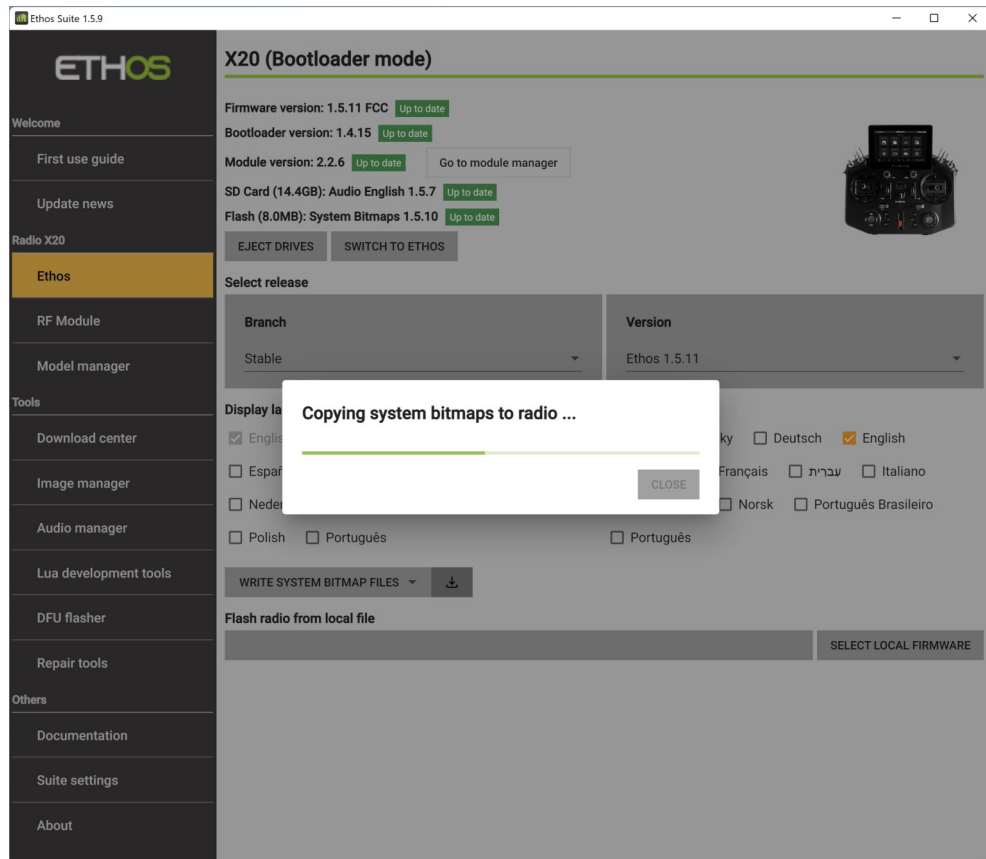 Ethos Suite 1.5.9
ETHOS
Welcome
First use guide
Update news
Radio X20
Ethos
RF Module
Model manager
Tools
Download center
Image manager
Audio manager
Lua development tools
DFU flasher
Repair tools
Others
Documentation
Suite settings
About
X20 (Bootloader mode)
Firmware version: 1.5.11 FCC Up to date
Bootloader version: 1.4.15 Up to date
Module version: 2.2.6 Up to date Go to module manager
SD Card (14.4GB): Audio English 1.5.7 Up to date
Flash (8.0MB): System Bitmaps 1.5.10 Up to date
EJECT DRIVES SWITCH TO ETHOS
Select release
Branch
Stable
Version
Ethos 1.5.11
Display la
Englis
ky Deutsch English
Españ
Français עברית Italiano
Neder
Norsk Português Brasileiro
Polish Português
Português
Copying system bitmaps to radio ...
CLOSE
WRITE SYSTEM BITMAP FILES
Flash radio from local file
SELECT LOCAL FIRMWARE